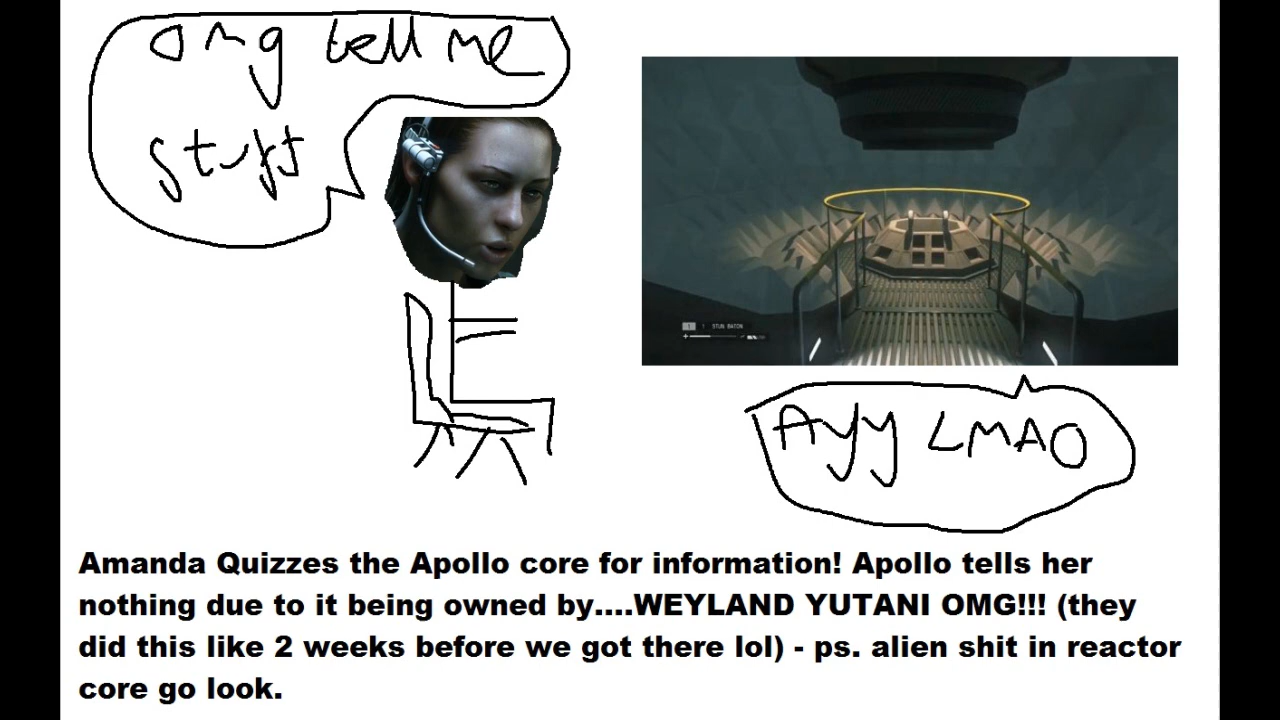 omg tell me
stuff
1 1 STUN BATON
Ayy LMAO
Amanda Quizzes the Apollo core for information! Apollo tells her
nothing due to it being owned by....WEYLAND YUTANI OMG!!! (they
did this like 2 weeks before we got there lol) - ps. alien shit in reactor
core go look.